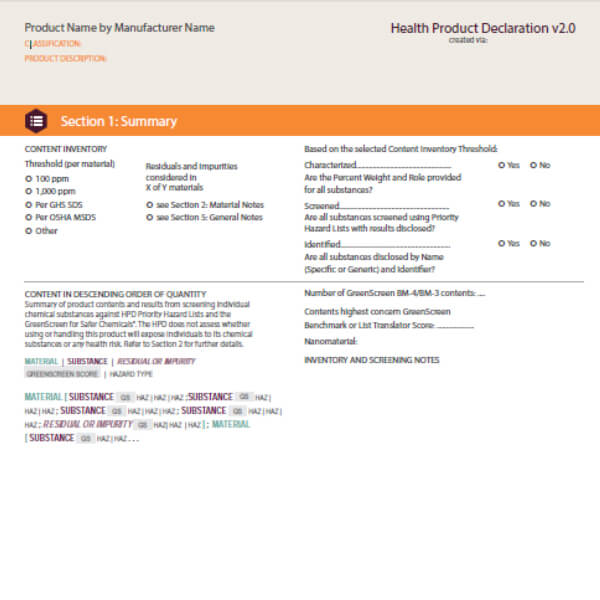 Product Name by Manufacturer Name
Health Product Declaration v2.0
created via:
CLASSIFICATION:
PRODUCT DESCRIPTION:
Section 1: Summary
CONTENT INVENTORY
Threshold (per material)
100 ppm
1,000 ppm
Per GHS SDS
Per OSHA MSDS
Other
Residuals and Impurities
considered in
X of Y materials
see Section 2: Material Notes
see Section 5: General Notes
Based on the selected Content Inventory Threshold:
Characterized........................................ Yes No
Are the Percent Weight and Role provided
for all substances?
Screened............................................... Yes No
Are all substances screened using Priority
Hazard Lists with results disclosed?
Identified.............................................. Yes No
Are all substances disclosed by Name
(Specific or Generic) and Identifier?
CONTENT IN DESCENDING ORDER OF QUANTITY
Summary of product contents and results from screening individual
chemical substances against HPD Priority Hazard Lists and the
GreenScreen for Safer Chemicals®. The HPD does not assess whether
using or handling this product will expose individuals to its chemical
substances or any health risk. Refer to Section 2 for further details.
MATERIAL | SUBSTANCE | RESIDUAL OR IMPURITY
GREENSCREEN SCORE | HAZARD TYPE
MATERIAL [ SUBSTANCE GS HAZ | HAZ | HAZ ; SUBSTANCE GS HAZ |
HAZ | HAZ ; SUBSTANCE GS HAZ | HAZ | HAZ ; SUBSTANCE GS HAZ | HAZ |
HAZ ; RESIDUAL OR IMPURITY GS HAZ | HAZ | HAZ ] ; MATERIAL
[ SUBSTANCE GS HAZ | HAZ ...
Number of GreenScreen BM-4/BM-3 contents: ....
Contents highest concern GreenScreen
Benchmark or List Translator Score: ................
Nanomaterial:
INVENTORY AND SCREENING NOTES